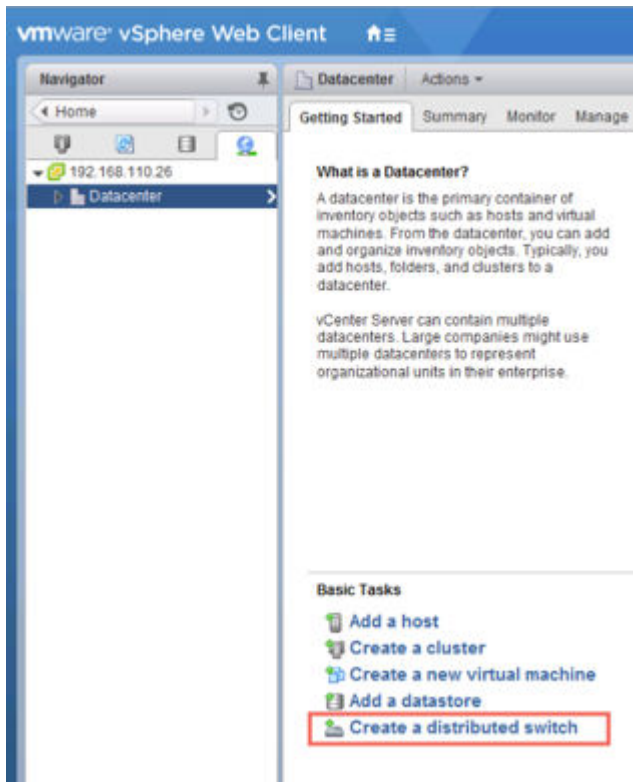 vmware vSphere Web Client
Navigator
Home
192.168.110.26
Datacenter
Datacenter Actions
Getting Started Summary Monitor Manage
What is a Datacenter?
A datacenter is the primary container of
inventory objects such as hosts and virtual
machines. From the datacenter, you can add
and organize inventory objects. Typically, you
add hosts, folders, and clusters to a
datacenter.
vCenter Server can contain multiple
datacenters. Large companies might use
multiple datacenters to represent
organizational units in their enterprise.
Basic Tasks
Add a host
Create a cluster
Create a new virtual machine
Add a datastore
Create a distributed switch